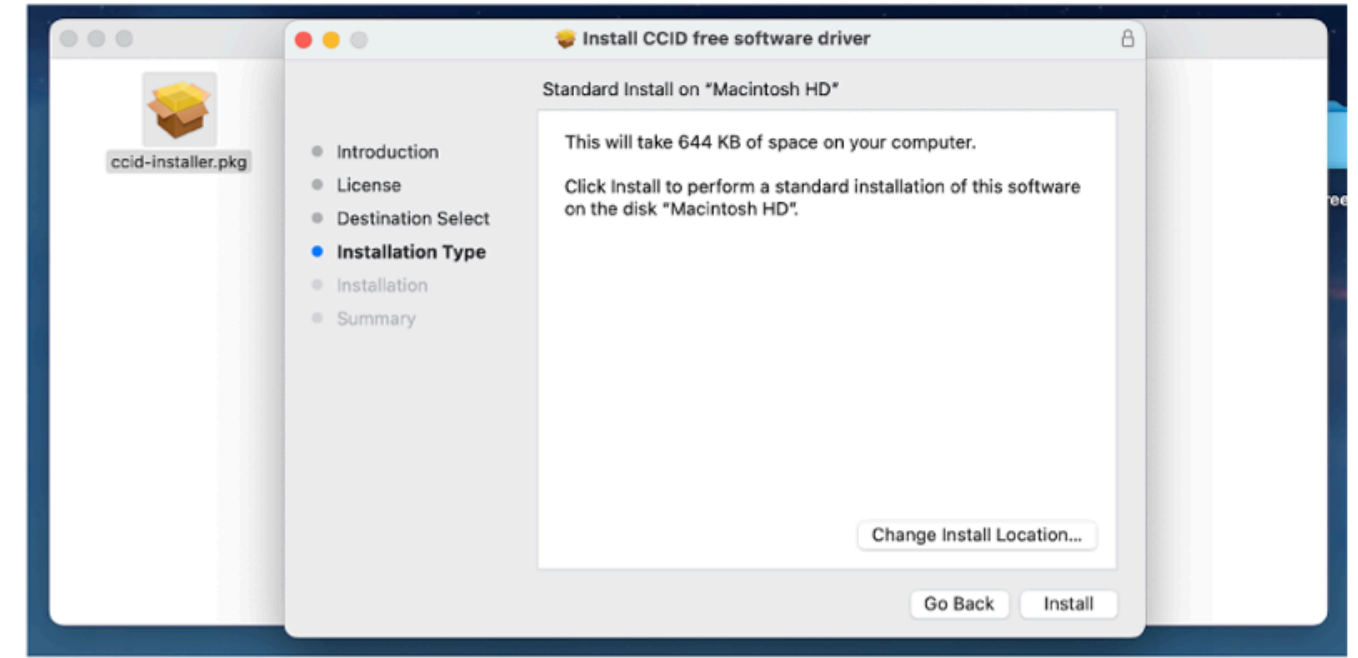 Install CCID free software driver
ccid-installer.pkg
Standard Install on "Macintosh HD"
Introduction
License
Destination Select
Installation Type
Installation
Summary
This will take 644 KB of space on your computer.
Click Install to perform a standard installation of this software
on the disk "Macintosh HD".
Change Install Location...
Go Back
Install